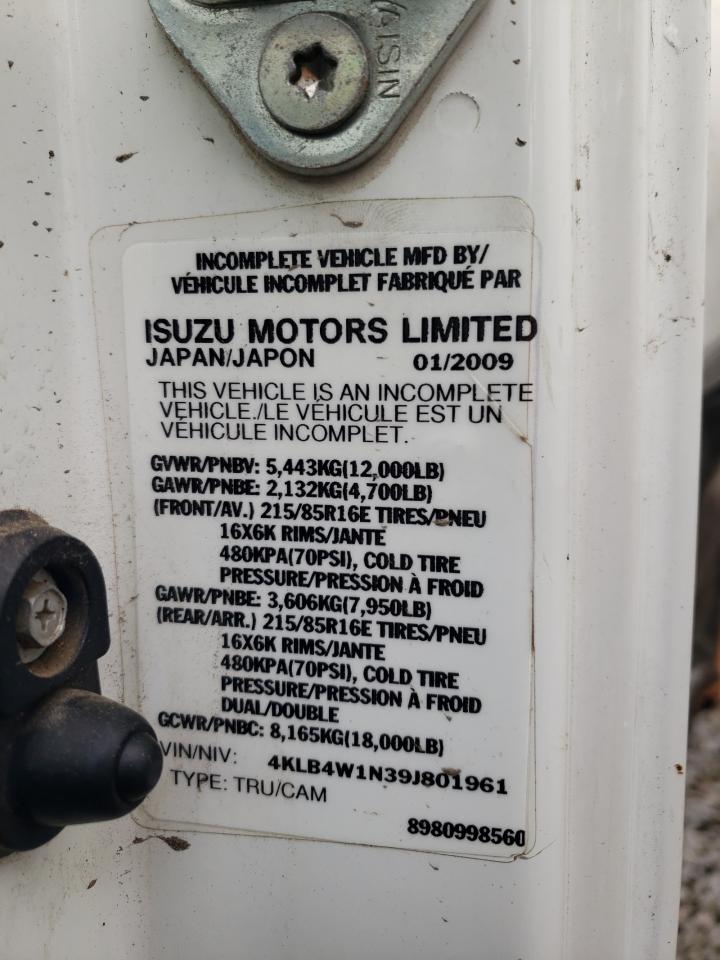 AISIN
INCOMPLETE VEHICLE MFD BY/
VÉHICULE INCOMPLET FABRIQUÉ PAR
ISUZU MOTORS LIMITED
JAPAN/JAPON 01/2009
THIS VEHICLE IS AN INCOMPLETE
VEHICLE./LE VÉHICULE EST UN
VÉHICULE INCOMPLET.
GVWR/PNBV: 5,443KG(12,000LB)
GAWR/PNBE: 2,132KG(4,700LB)
(FRONT/AV.) 215/85R16E TIRES/PNEU
16X6K RIMS/JANTE
480KPA(70PSI), COLD TIRE
PRESSURE/PRESSION À FROID
GAWR/PNBE: 3,606KG(7,950LB)
(REAR/ARR.) 215/85R16E TIRES/PNEU
16X6K RIMS/JANTE
480KPA(70PSI), COLD TIRE
PRESSURE/PRESSION À FROID
DUAL/DOUBLE
GCWR/PNBC: 8,165KG(18,000LB)
VIN/NIV: 4KLB4W1N39J801961
TYPE: TRU/CAM
8980998560